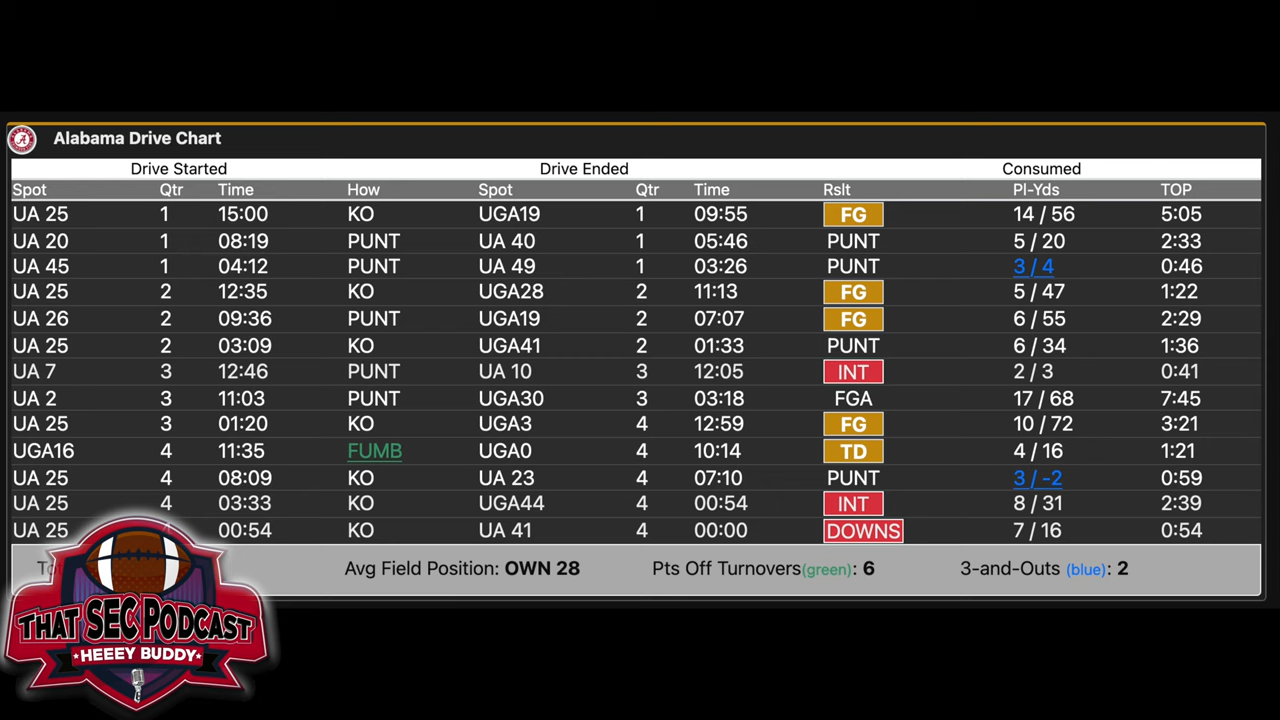 Alabama Drive Chart
Drive Started Drive Ended Consumed
Spot Qtr Time How Spot Qtr Time Rslt Pl-Yds TOP
UA 25 1 15:00 KO UGA19 1 09:55 FG 14 / 56 5:05
UA 20 1 08:19 PUNT UA 40 1 05:46 PUNT 5 / 20 2:33
UA 45 1 04:12 PUNT UA 49 1 03:26 PUNT 3 / 4 0:46
UA 25 2 12:35 KO UGA28 2 11:13 FG 5 / 47 1:22
UA 26 2 09:36 PUNT UGA19 2 07:07 FG 6 / 55 2:29
UA 25 2 03:09 KO UGA41 2 01:33 PUNT 6 / 34 1:36
UA 7 3 12:46 PUNT UA 10 3 12:05 INT 2 / 3 0:41
UA 2 3 11:03 PUNT UGA30 3 03:18 FGA 17 / 68 7:45
UA 25 3 01:20 KO UGA3 4 12:59 FG 10 / 72 3:21
UGA16 4 11:35 FUMB UGA0 4 10:14 TD 4 / 16 1:21
UA 25 4 08:09 KO UA 23 4 07:10 PUNT 3 / -2 0:59
UA 25 4 03:33 KO UGA44 4 00:54 INT 8 / 31 2:39
UA 25 4 00:54 KO UA 41 4 00:00 DOWNS 7 / 16 0:54
Avg Field Position: OWN 28 Pts Off Turnovers(green): 6 3-and-Outs (blue): 2
THAT SEC PODCAST
HEEEY BUDDY